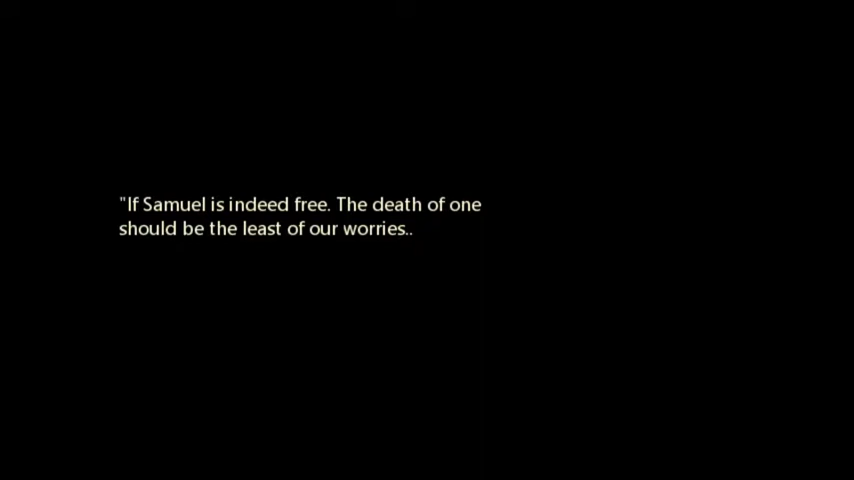 "If Samuel is indeed free. The death of one
should be the least of our worries..